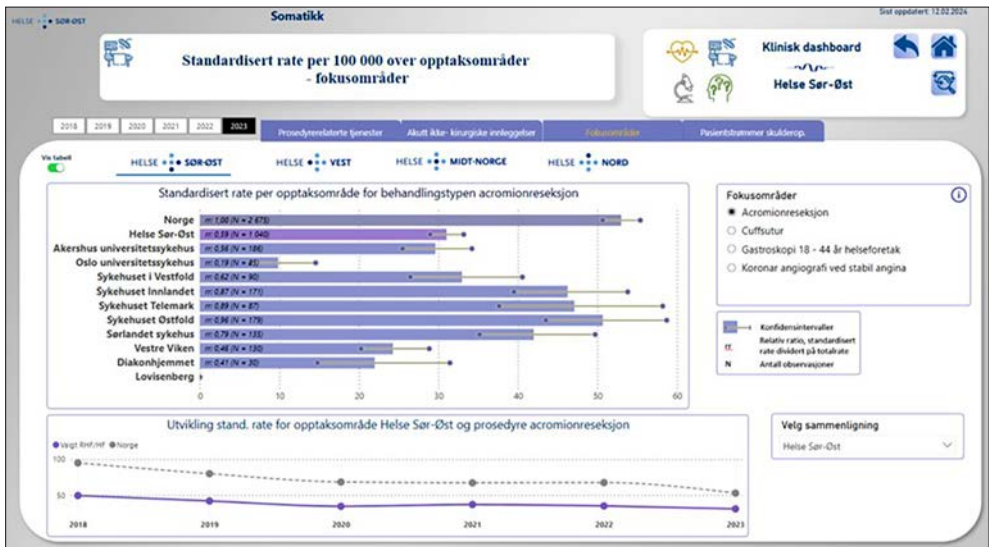 HELSE SØR-ØST
Somatikk
Sist oppdatert: 12.02.2024
Standardisert rate per 100 000 over opptaksområder
- fokusområder
Klinisk dashboard
Helse Sør-Øst
2018 2019 2020 2021 2022 2023
Prosedyrerelaterte tjenester
Akutt ikke- kirurgiske innleggelser
Fokusområder
Pasientstrømmer skulderop.
Vis tabell
HELSE SØR-ØST
HELSE VEST
HELSE MIDT-NORGE
HELSE NORD
Standardisert rate per opptaksområde for behandlingstypen acromionreseksjon
Norge rr: 1,00 (N = 2 675)
Helse Sør-Øst rr: 0,59 (N = 1 040)
Akershus universitetssykehus rr: 0,56 (N = 186)
Oslo universitetssykehus rr: 0,19 (N = 45)
Sykehuset i Vestfold rr: 0,62 (N = 90)
Sykehuset Innlandet rr: 0,87 (N = 171)
Sykehuset Telemark rr: 0,89 (N = 87)
Sykehuset Østfold rr: 0,96 (N = 179)
Sørlandet sykehus rr: 0,79 (N = 135)
Vestre Viken rr: 0,46 (N = 130)
Diakonhjemmet rr: 0,41 (N = 30)
Lovisenberg
0 10 20 30 40 50 60
Fokusområder
Acromionreseksjon
Cuffsutur
Gastroskopi 18 - 44 år helseforetak
Koronar angiografi ved stabil angina
Konfidensintervaller
rr Relativ ratio, standardisert
rate dividert på totalrate
N Antall observasjoner
Utvikling stand. rate for opptaksområde Helse Sør-Øst og prosedyre acromionreseksjon
Valgt RHF/HF Norge
100
50
2018 2019 2020 2021 2022 2023
Velg sammenligning
Helse Sør-Øst